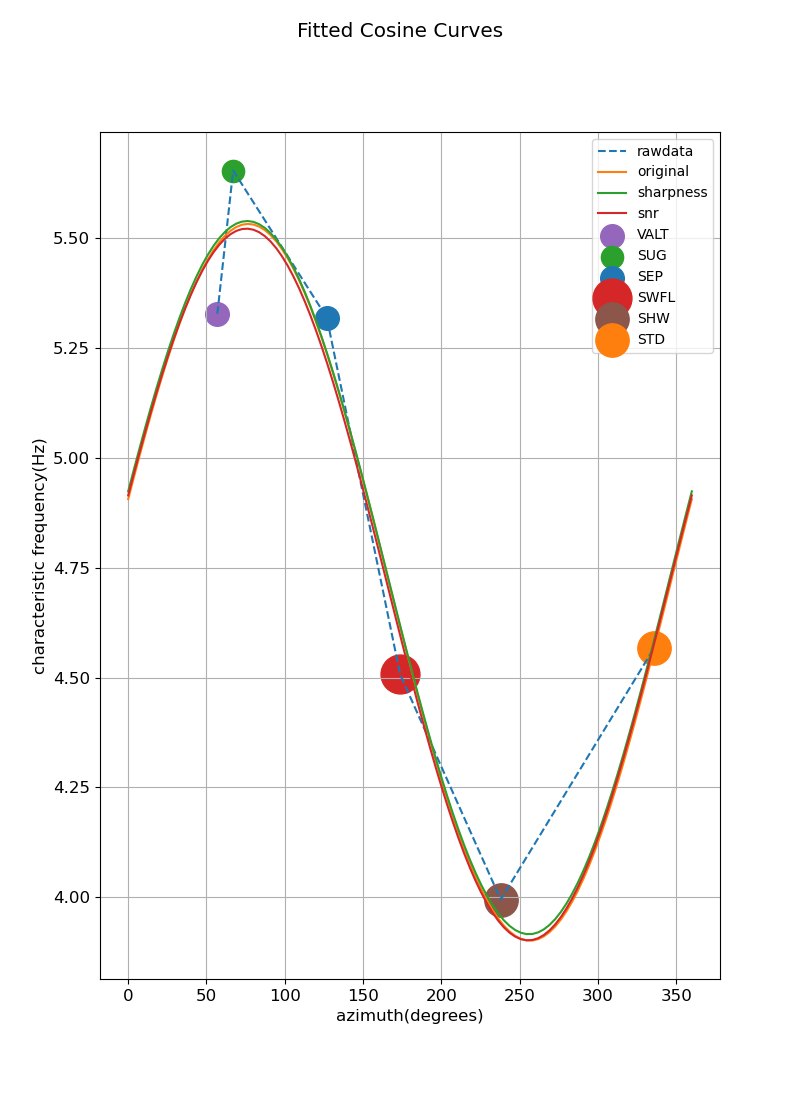 Fitted Cosine Curves
rawdata
original
sharpness
snr
VALT
SUG
SEP
SWFL
SHW
STD
5.50
5.25
5.00
4.75
4.50
4.25
4.00
characteristic frequency(Hz)
0 50 100 150 200 250 300 350
azimuth(degrees)